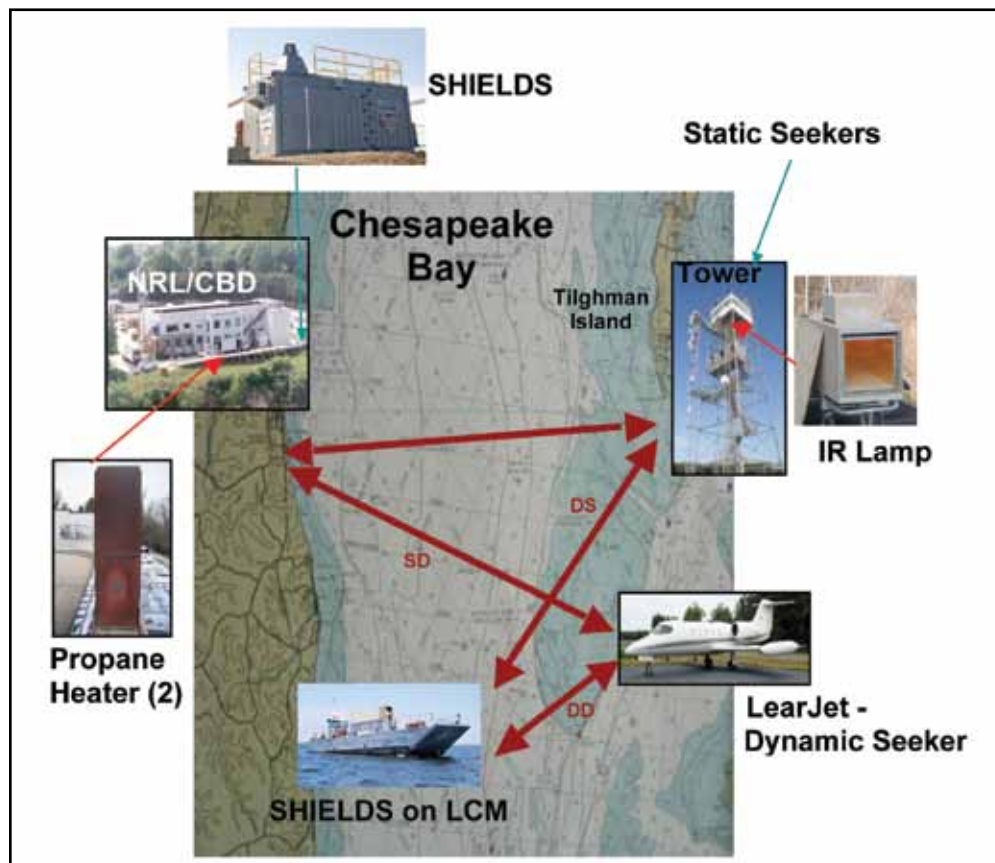 SHIELDS
Static Seekers
Chesapeake
Bay
NRL/CBD
Tower
Tilghman
Island
IR Lamp
DS
SD
Propane
Heater (2)
DD
LearJet -
Dynamic Seeker
SHIELDS on LCM